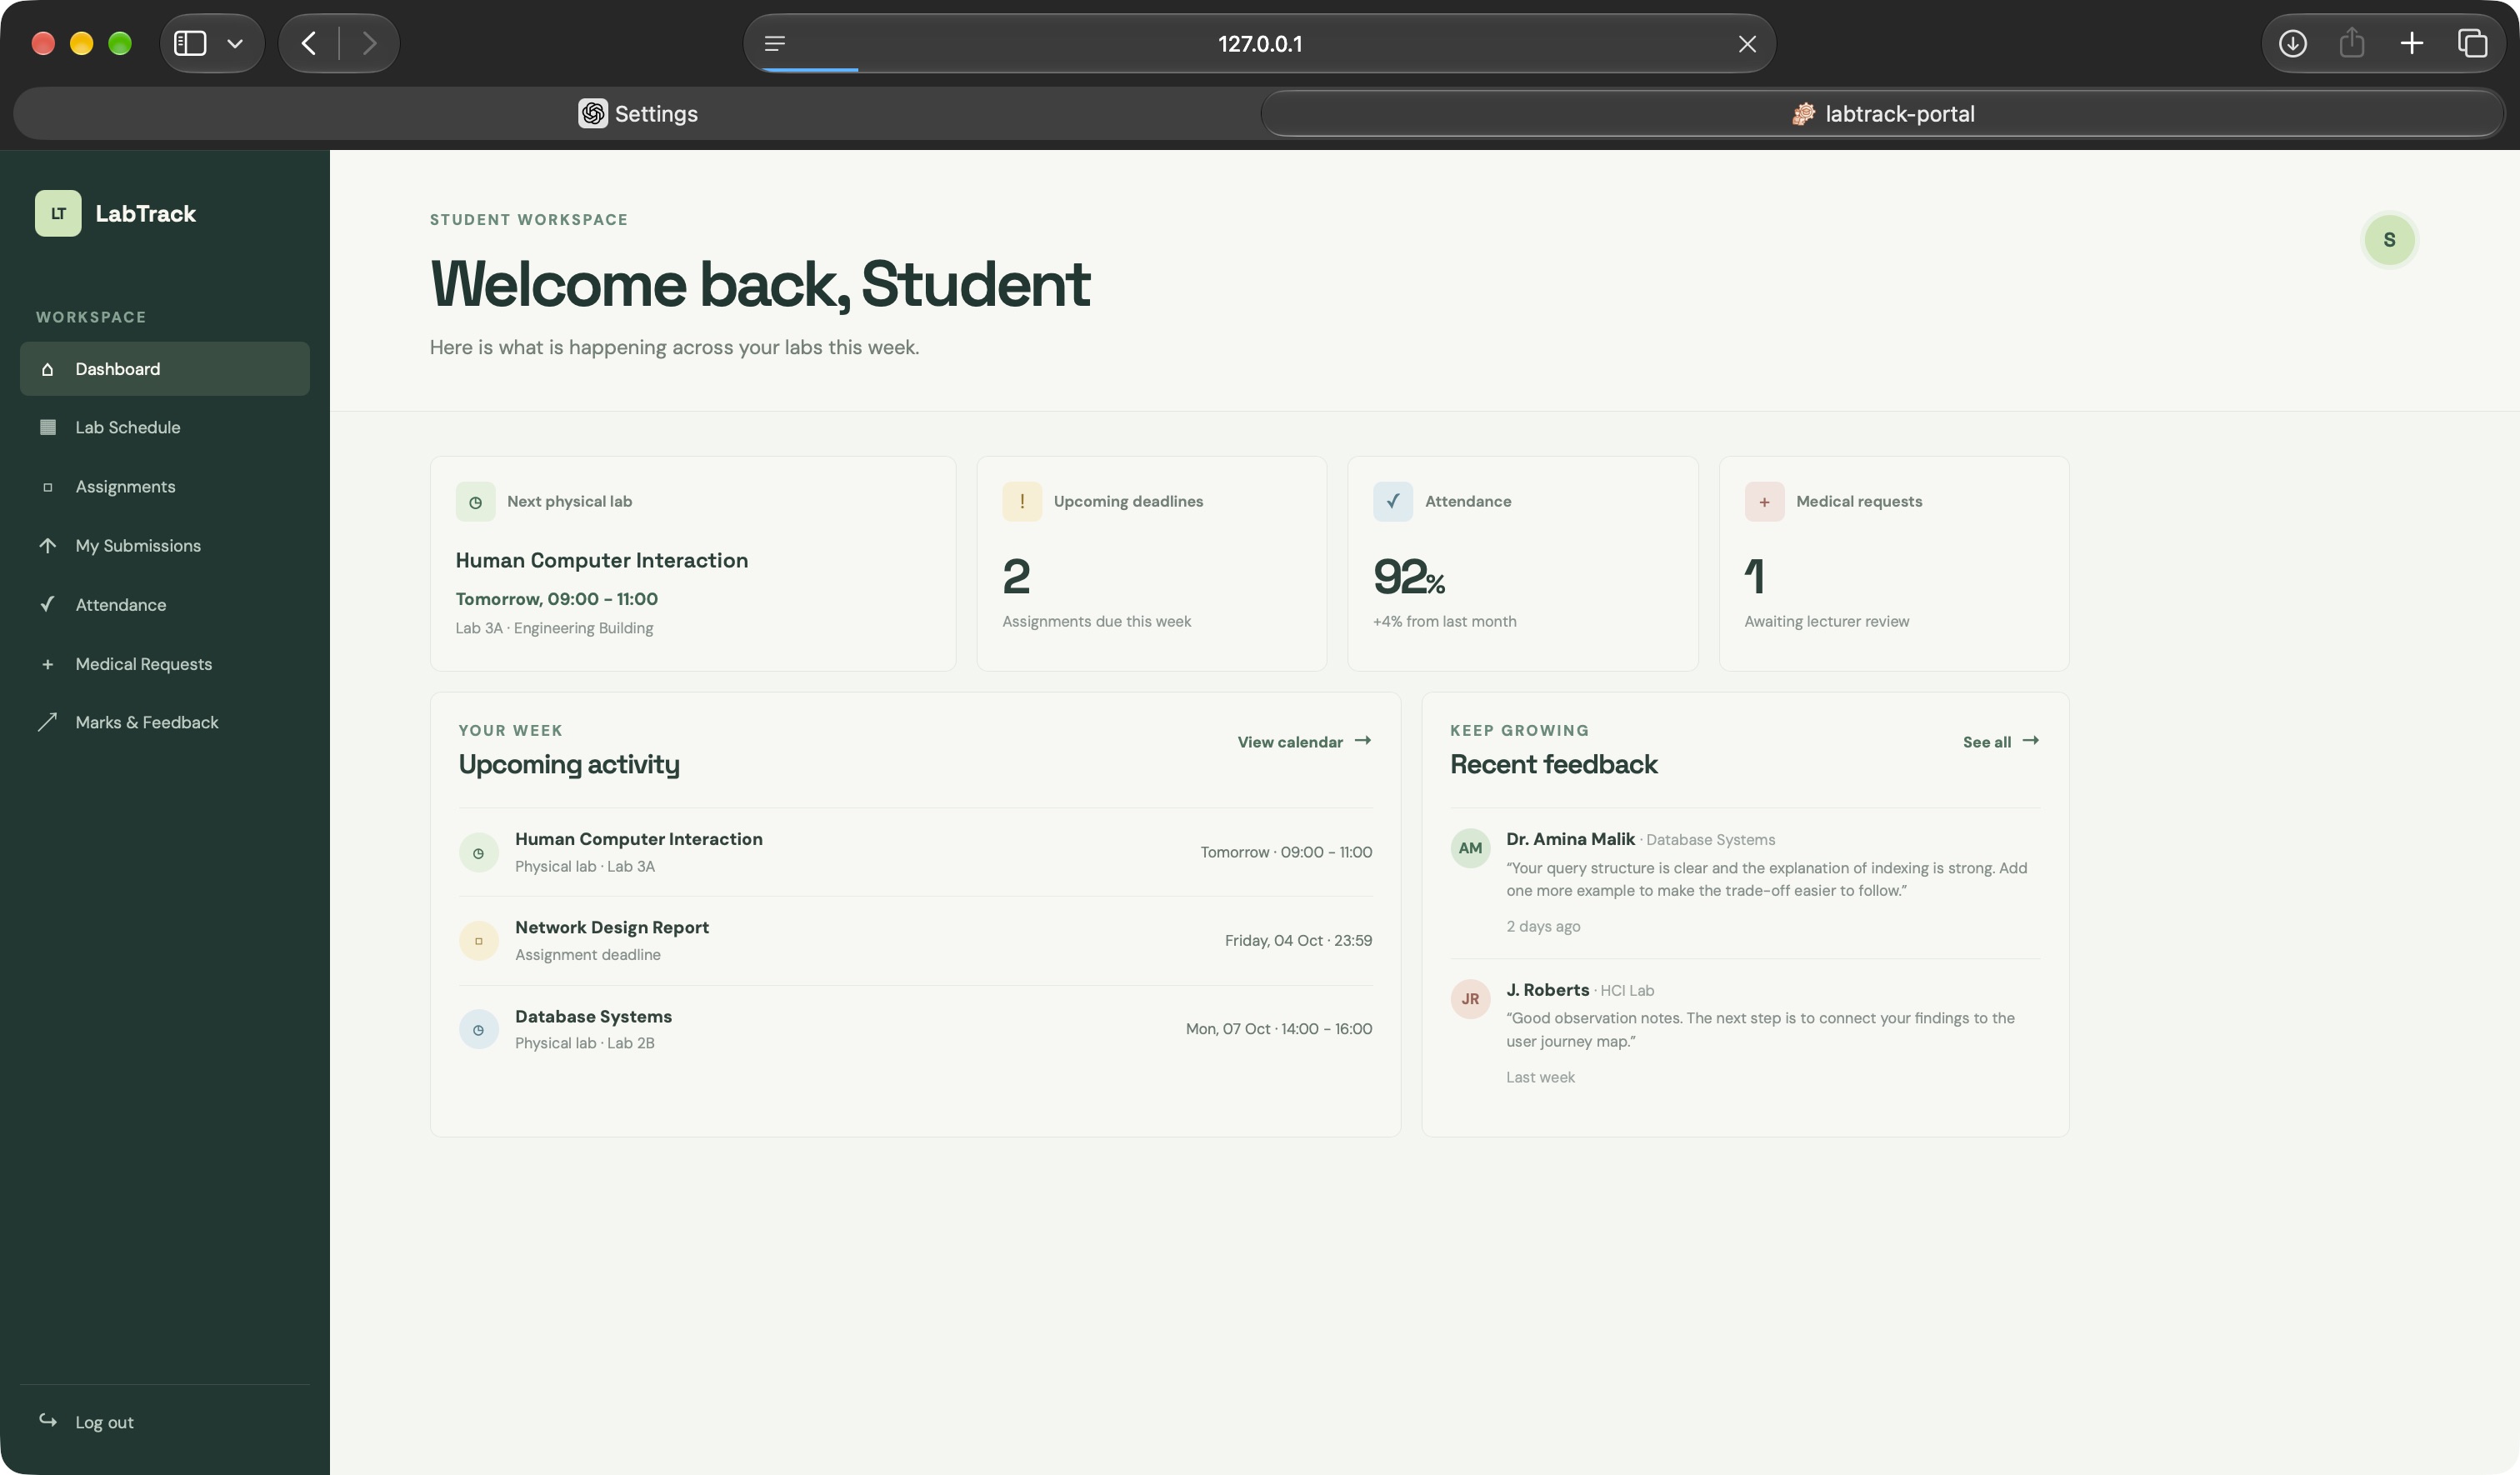 127.0.0.1
Settings
labtrack-portal
LT
LabTrack
WORKSPACE
Dashboard
Lab Schedule
Assignments
My Submissions
Attendance
Medical Requests
Marks & Feedback
Log out
STUDENT WORKSPACE
Welcome back, Student
Here is what is happening across your labs this week.
S
Next physical lab
Human Computer Interaction
Tomorrow, 09:00 – 11:00
Lab 3A · Engineering Building
!
Upcoming deadlines
2
Assignments due this week
Attendance
92%
+4% from last month
+
Medical requests
1
Awaiting lecturer review
YOUR WEEK
Upcoming activity
View calendar →
Human Computer Interaction
Physical lab · Lab 3A
Tomorrow · 09:00 – 11:00
Network Design Report
Assignment deadline
Friday, 04 Oct · 23:59
Database Systems
Physical lab · Lab 2B
Mon, 07 Oct · 14:00 – 16:00
KEEP GROWING
Recent feedback
See all →
AM
Dr. Amina Malik · Database Systems
“Your query structure is clear and the explanation of indexing is strong. Add
one more example to make the trade-off easier to follow.”
2 days ago
JR
J. Roberts · HCI Lab
“Good observation notes. The next step is to connect your findings to the
user journey map.”
Last week